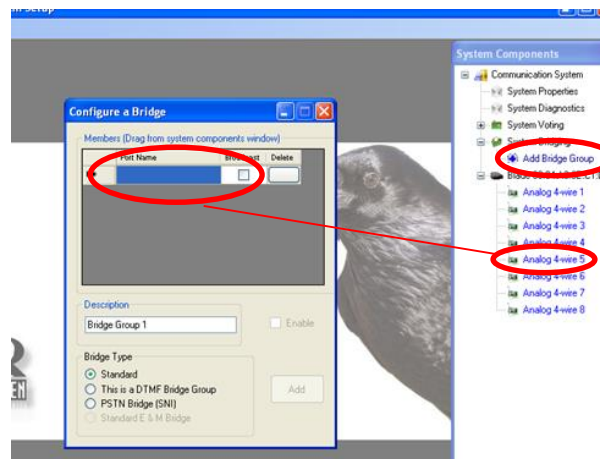 Setup
System Components
Communication System
System Properties
System Diagnostics
System Voting
Add Bridge Group
Analog 4-wire 1
Analog 4-wire 2
Analog 4-wire 3
Analog 4-wire 4
Analog 4-wire 5
Analog 4-wire 6
Analog 4-wire 7
Analog 4-wire 8
Configure a Bridge
Members (Drag from system components window)
Port Name
Broadcast
Delete
Description
Bridge Group 1
Enable
Bridge Type
Standard
This is a DTMF Bridge Group
PSTN Bridge (SNI)
Standard E & M Bridge
Add